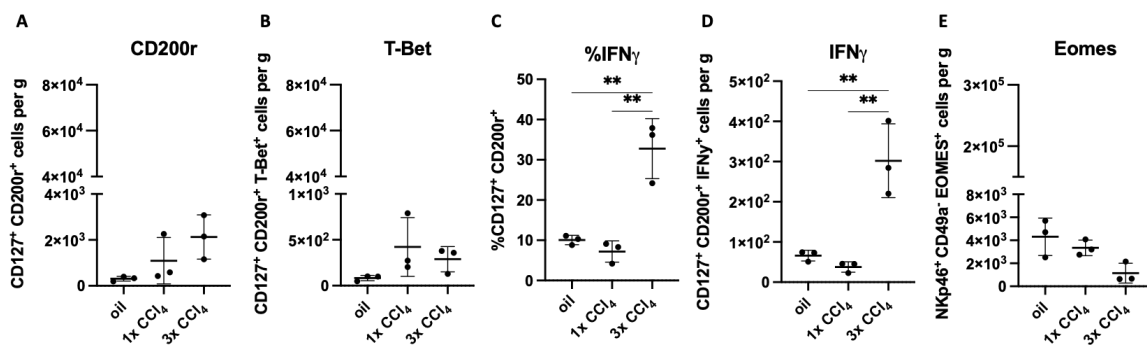 A
CD200r
CD127⁺ CD200r⁺ cells per g
8×10⁴
6×10⁴
4×10⁴
4×10³
2×10³
0
oil
1x CCl₄
3x CCl₄
B
T-Bet
CD127⁺ CD200r⁺ T-Bet⁺ cells per g
8×10⁴
6×10⁴
4×10⁴
1×10³
5×10²
0
oil
1x CCl₄
3x CCl₄
C
%IFNγ
%CD127⁺ CD200r⁺
**
**
50
40
30
20
10
0
oil
1x CCl₄
3x CCl₄
D
IFNγ
CD127⁺ CD200r⁺ IFNy⁺ cells per g
**
**
5×10²
4×10²
3×10²
2×10²
1×10²
0
oil
1x CCl₄
3x CCl₄
E
Eomes
NKp46⁺ CD49a⁻ EOMES⁺ cells per g
3×10⁵
2×10⁵
8×10³
6×10³
4×10³
2×10³
0
oil
1x CCl₄
3x CCl₄